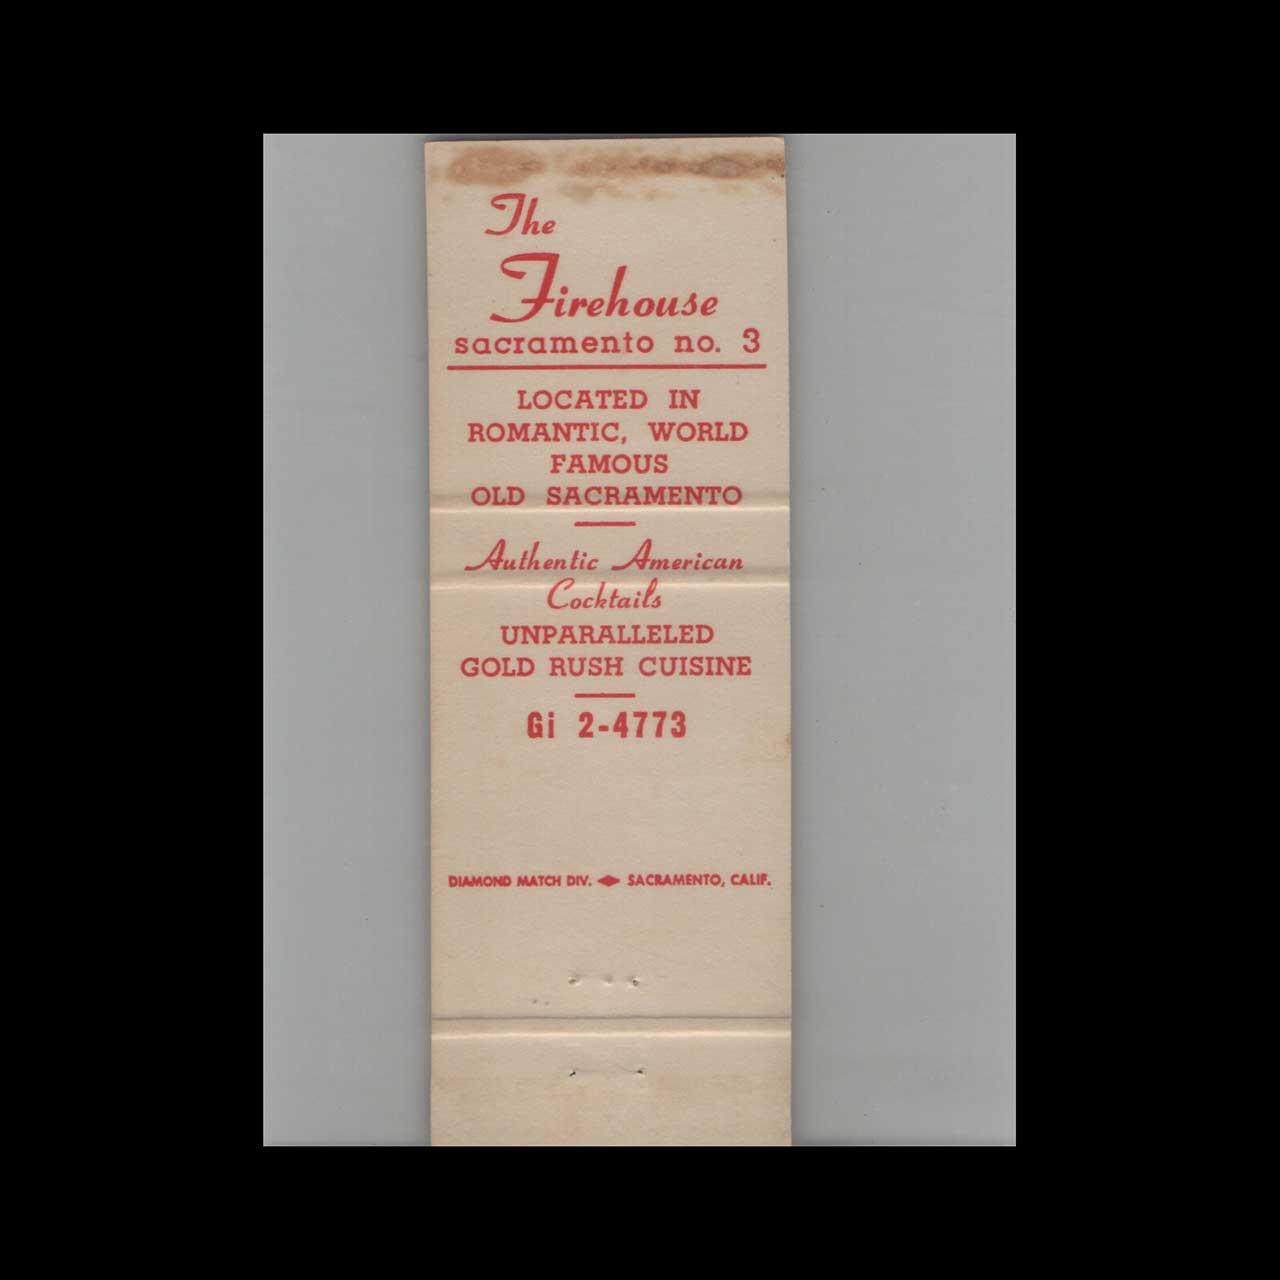 The
Firehouse
sacramento no. 3
LOCATED IN
ROMANTIC, WORLD
FAMOUS
OLD SACRAMENTO
Authentic American
Cocktails
UNPARALLELED
GOLD RUSH CUISINE
Gi 2-4773
DIAMOND MATCH DIV. SACRAMENTO, CALIF.